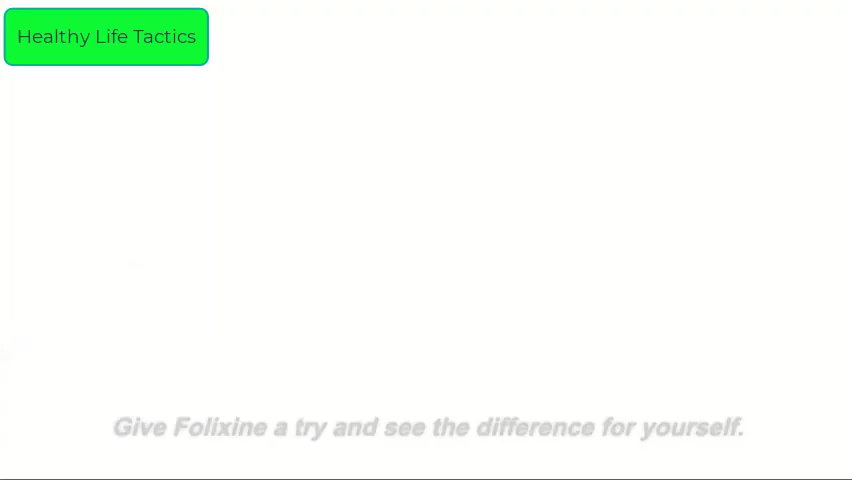 Healthy Life Tactics
Give Folixine a try and see the difference for yourself.